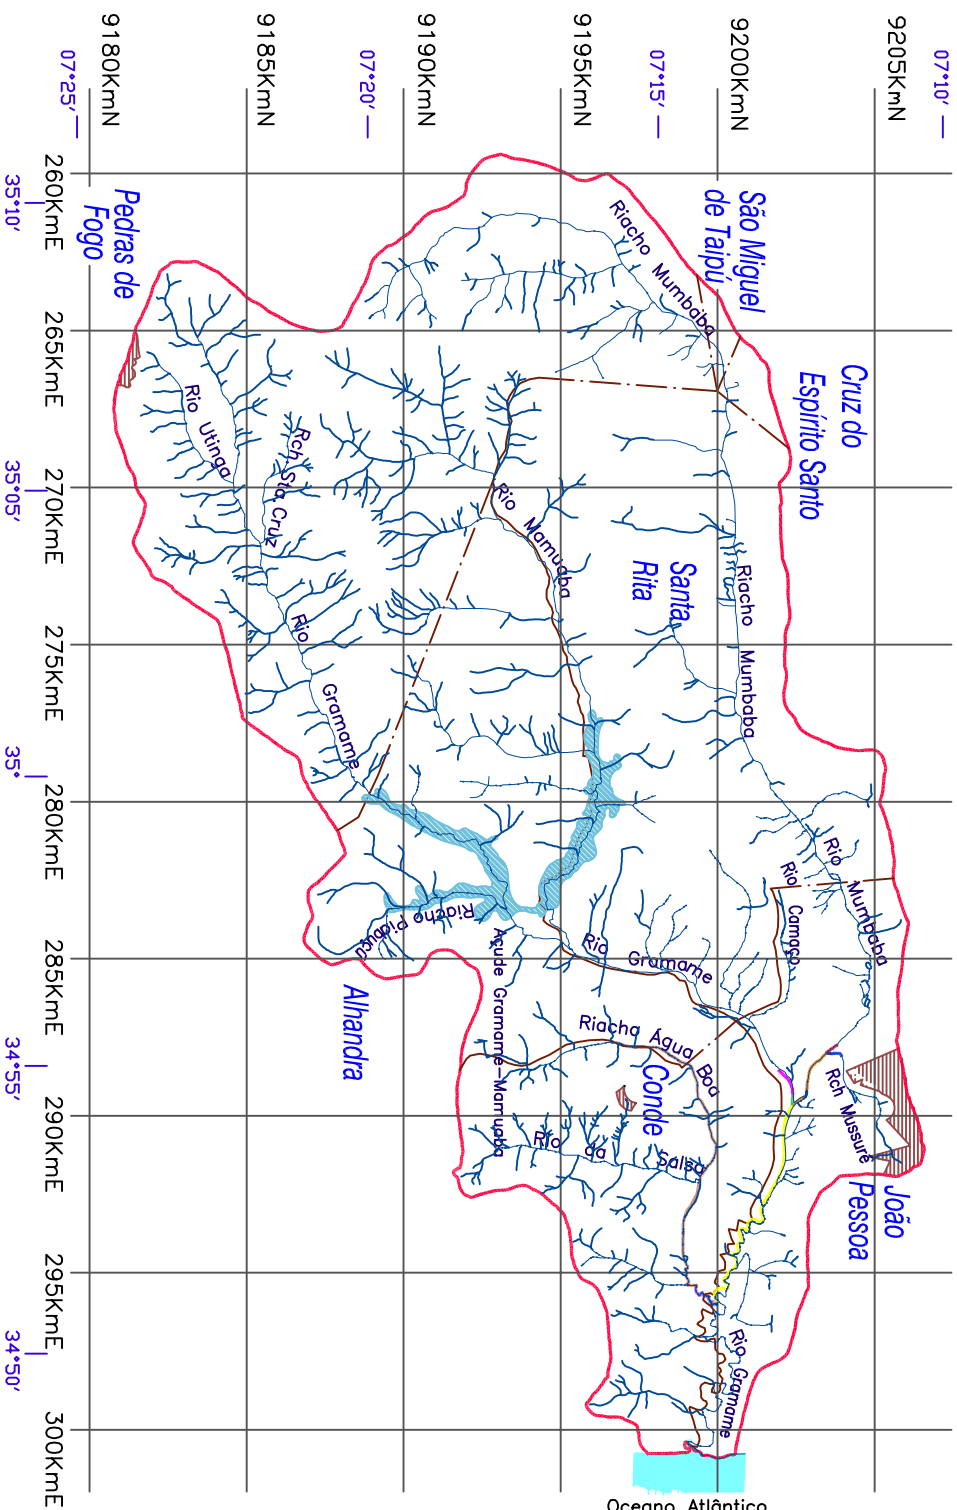 9180KmN
9185KmN
9190KmN
9195KmN
9200KmN
9205KmN
07°25'
07°20'
07°15'
07°10'
260KmE
265KmE
270KmE
275KmE
280KmE
285KmE
290KmE
295KmE
300KmE
35°10'
35°05'
35°
34°55'
34°50'
Pedras de
Fogo
São Miguel
de Taipú
Cruz do
Espírito Santo
Santa
Rita
Alhandra
Conde
João
Pessoa
Riacho Mumbaba
Riacho Mumbaba
Rio Mumbaba
Rio Utinga
Rch Sta Cruz
Rio Mamuaba
Rio Gramame
Rio Camaço
Rio Gramame
Riacho Pitanga
Açude Gramame-Mamuaba
Riacho Água Boa
Rio da Salsa
Rch Mussuré
Rio Gramame
Oceano Atlântico